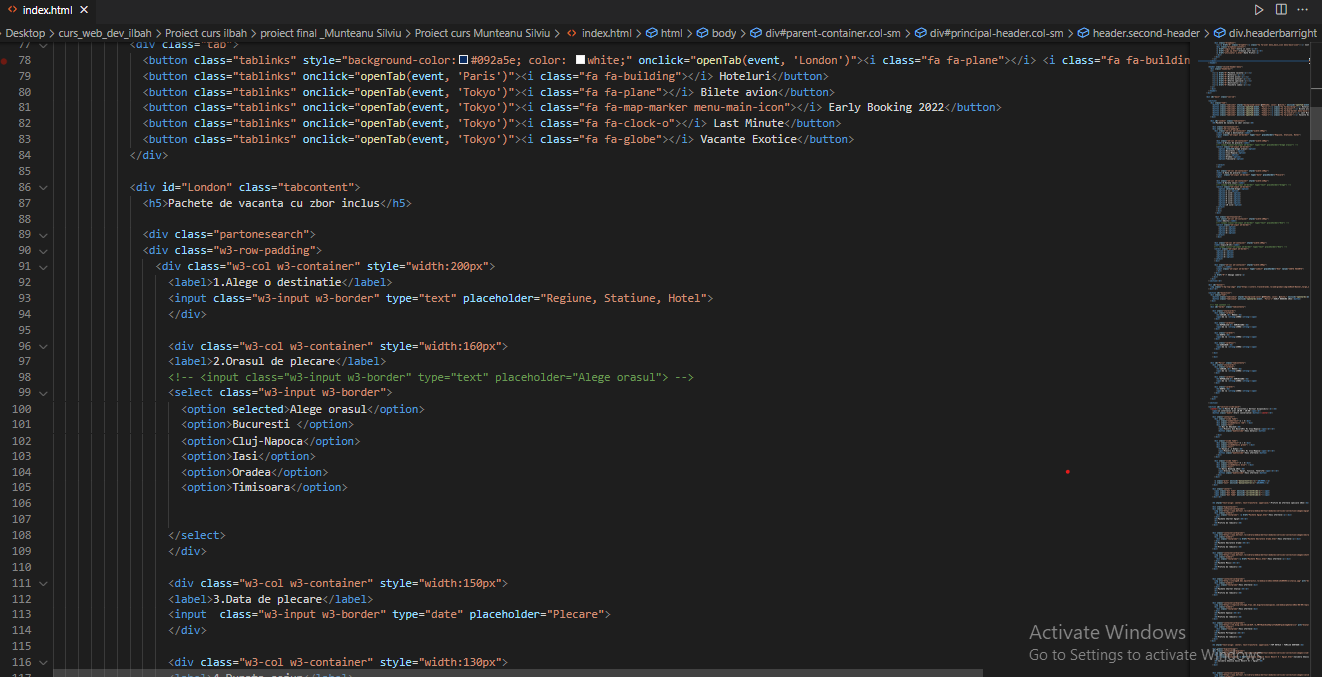 index.html
Desktop > curs_web_dev_ilbah > Proiect curs ilbah > proiect final _Munteanu Silviu > Proiect curs Munteanu Silviu > index.html > html > body > div#parent-container.col-sm > div#principal-header.col-sm > header.second-header > div.headerbarright
77 <div class="tab">
78 <button class="tablinks" style="background-color:#092a5e; color: white;" onclick="openTab(event, 'London')"><i class="fa fa-plane"></i> <i class="fa fa-buildin
79 <button class="tablinks" onclick="openTab(event, 'Paris')"><i class="fa fa-building"></i> Hoteluri</button>
80 <button class="tablinks" onclick="openTab(event, 'Tokyo')"><i class="fa fa-plane"></i> Bilete avion</button>
81 <button class="tablinks" onclick="openTab(event, 'Tokyo')"><i class="fa fa-map-marker menu-main-icon"></i> Early Booking 2022</button>
82 <button class="tablinks" onclick="openTab(event, 'Tokyo')"><i class="fa fa-clock-o"></i> Last Minute</button>
83 <button class="tablinks" onclick="openTab(event, 'Tokyo')"><i class="fa fa-globe"></i> Vacante Exotice</button>
84 </div>
85
86 <div id="London" class="tabcontent">
87 <h5>Pachete de vacanta cu zbor inclus</h5>
88
89 <div class="partonesearch">
90 <div class="w3-row-padding">
91 <div class="w3-col w3-container" style="width:200px">
92 <label>1.Alege o destinatie</label>
93 <input class="w3-input w3-border" type="text" placeholder="Regiune, Statiune, Hotel">
94 </div>
95
96 <div class="w3-col w3-container" style="width:160px">
97 <label>2.Orasul de plecare</label>
98 <!-- <input class="w3-input w3-border" type="text" placeholder="Alege orasul"> -->
99 <select class="w3-input w3-border">
100 <option selected>Alege orasul</option>
101 <option>Bucuresti </option>
102 <option>Cluj-Napoca</option>
103 <option>Iasi</option>
104 <option>Oradea</option>
105 <option>Timisoara</option>
106
107
108 </select>
109 </div>
110
111 <div class="w3-col w3-container" style="width:150px">
112 <label>3.Data de plecare</label>
113 <input  class="w3-input w3-border" type="date" placeholder="Plecare">
114 </div>
115
116 <div class="w3-col w3-container" style="width:130px">
117
Activate Windows
Go to Settings to activate Windows.